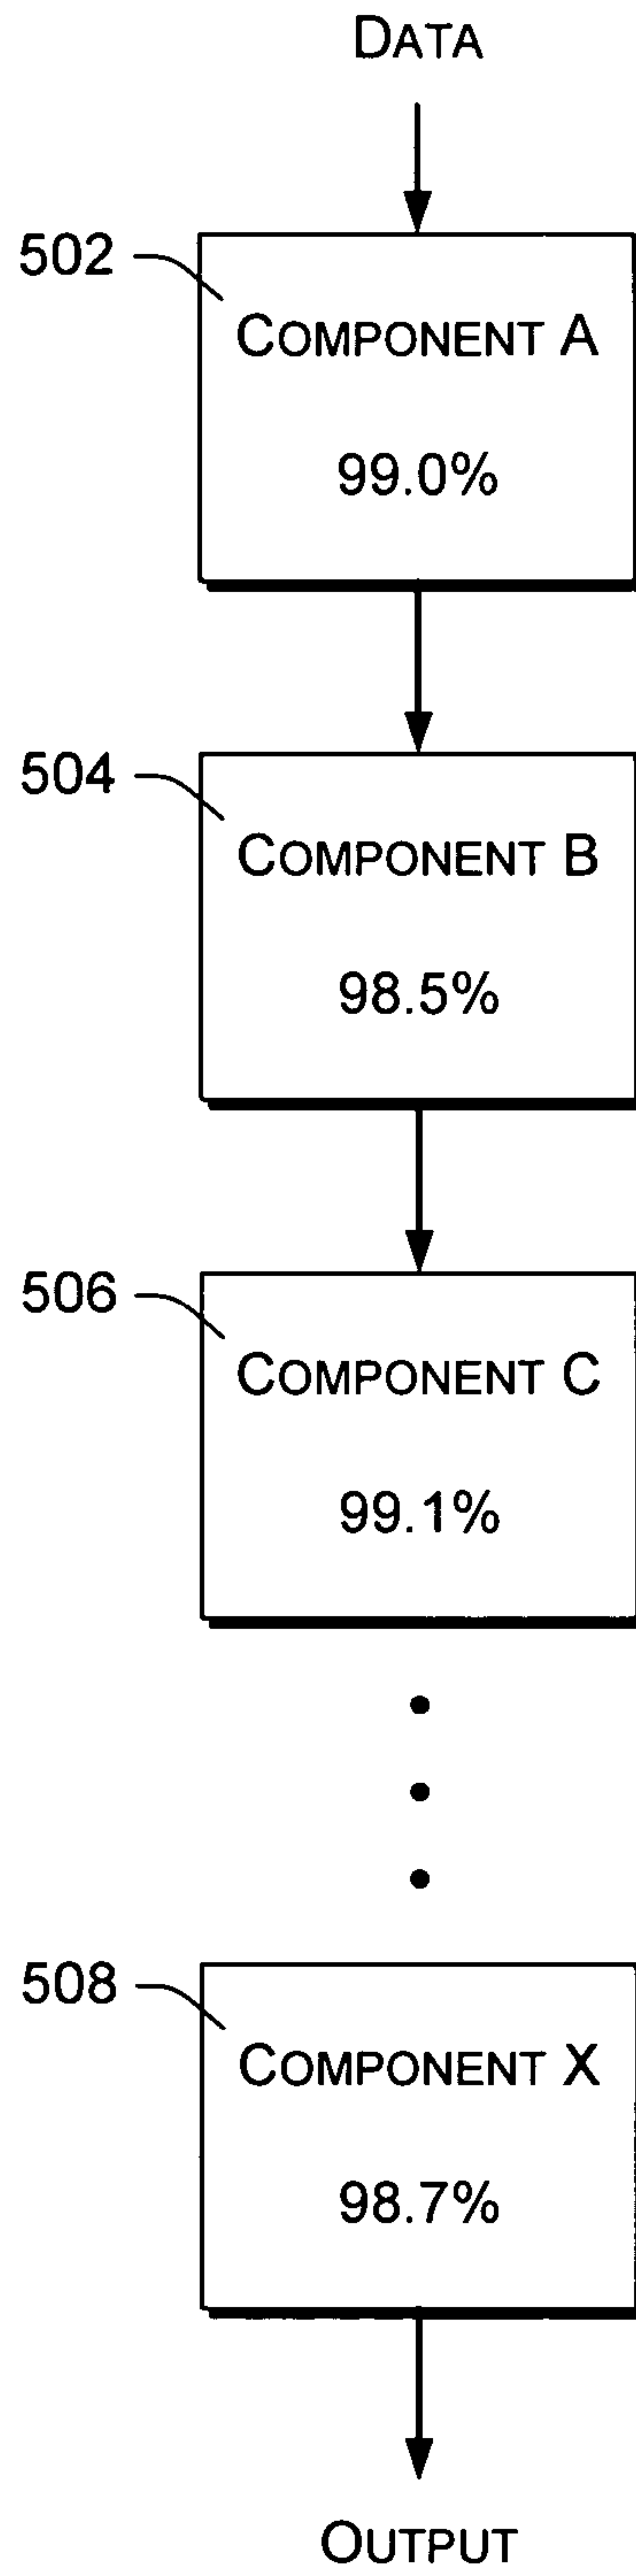 DATA
502
COMPONENT A
99.0%
504
COMPONENT B
98.5%
506
COMPONENT C
99.1%
508
COMPONENT X
98.7%
OUTPUT